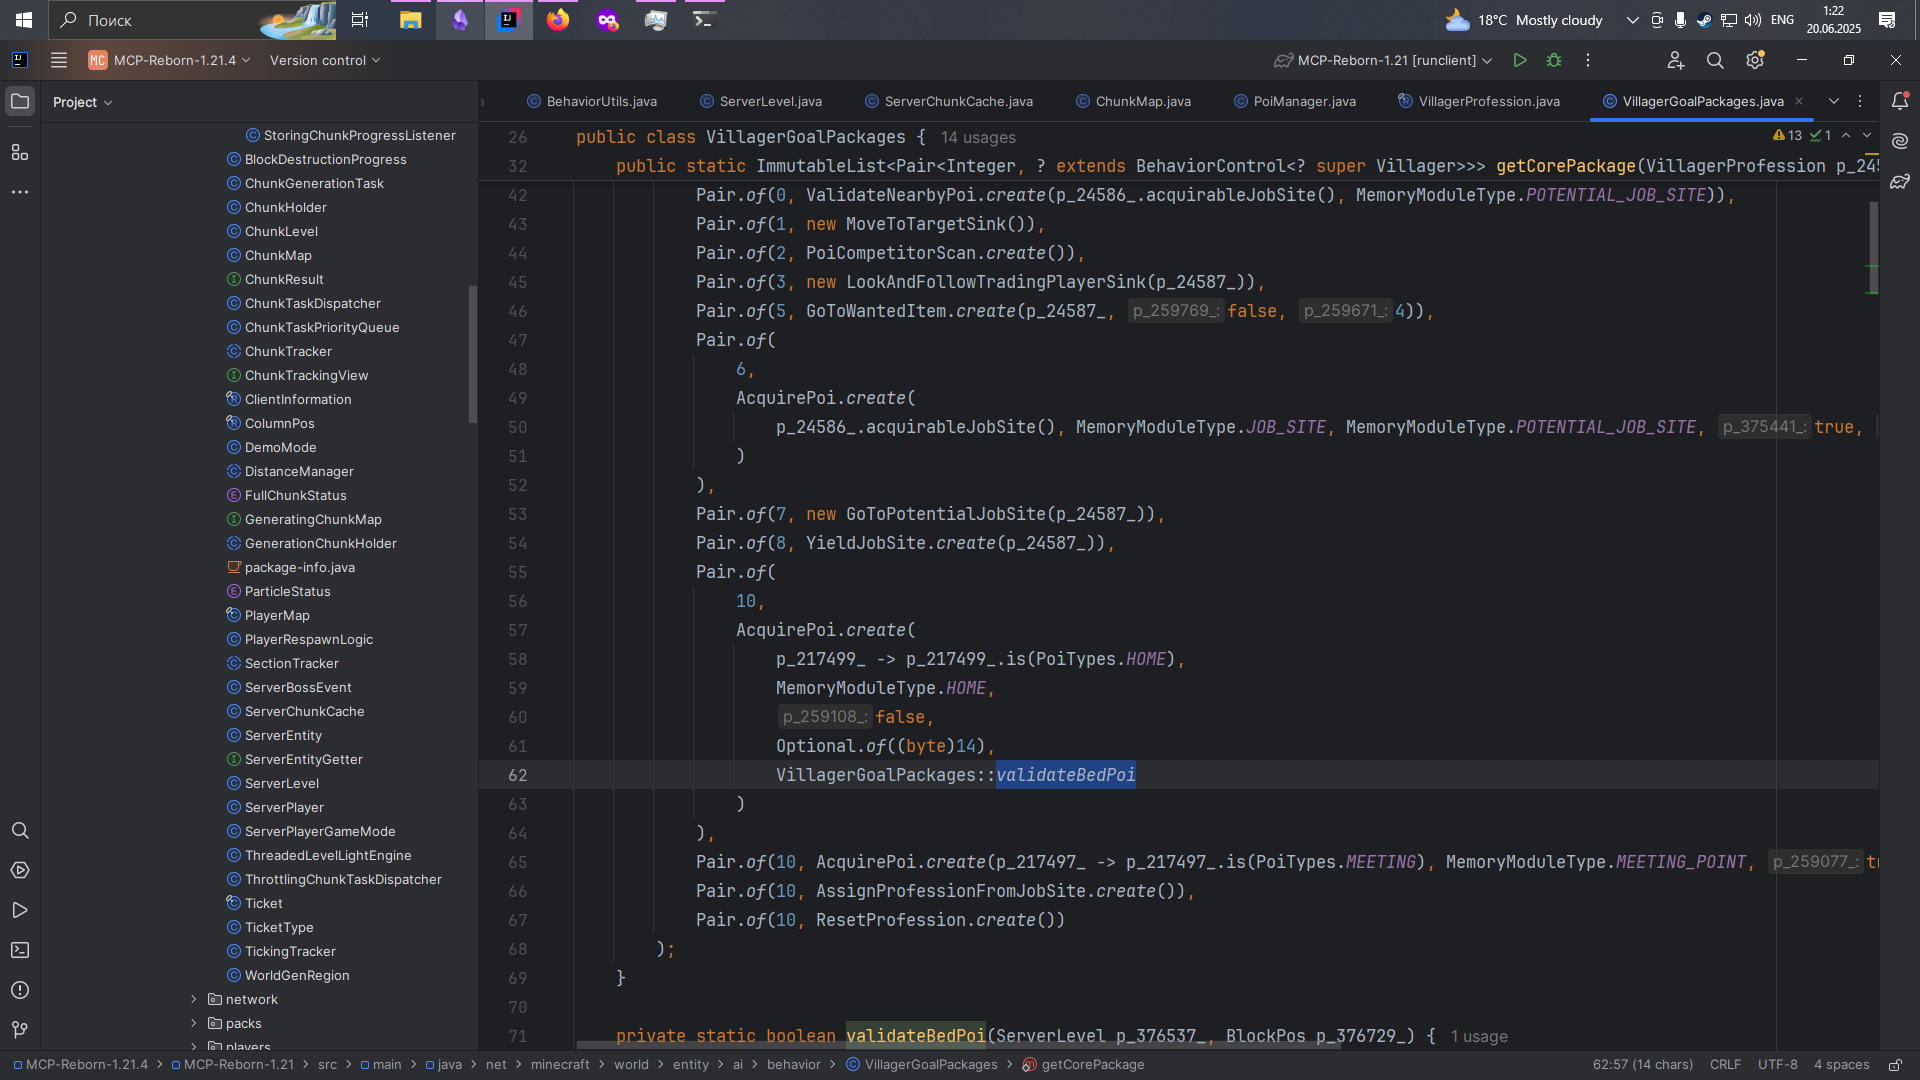 Поиск
18°C Mostly cloudy
ENG
1:22
20.06.2025
MC MCP-Reborn-1.21.4
Version control
MCP-Reborn-1.21 [runclient]
Project
BehaviorUtils.java
ServerLevel.java
ServerChunkCache.java
ChunkMap.java
PoiManager.java
VillagerProfession.java
VillagerGoalPackages.java
StoringChunkProgressListener
BlockDestructionProgress
ChunkGenerationTask
ChunkHolder
ChunkLevel
ChunkMap
ChunkResult
ChunkTaskDispatcher
ChunkTaskPriorityQueue
ChunkTracker
ChunkTrackingView
ClientInformation
ColumnPos
DemoMode
DistanceManager
FullChunkStatus
GeneratingChunkMap
GenerationChunkHolder
package-info.java
ParticleStatus
PlayerMap
PlayerRespawnLogic
SectionTracker
ServerBossEvent
ServerChunkCache
ServerEntity
ServerEntityGetter
ServerLevel
ServerPlayer
ServerPlayerGameMode
ThreadedLevelLightEngine
ThrottlingChunkTaskDispatcher
Ticket
TicketType
TickingTracker
WorldGenRegion
network
packs
players
13 1
26 public class VillagerGoalPackages { 14 usages
32 public static ImmutableList<Pair<Integer, ? extends BehaviorControl<? super Villager>>> getCorePackage(VillagerProfession p_245
42 Pair.of(0, ValidateNearbyPoi.create(p_24586_.acquirableJobSite(), MemoryModuleType.POTENTIAL_JOB_SITE)),
43 Pair.of(1, new MoveToTargetSink()),
44 Pair.of(2, PoiCompetitorScan.create()),
45 Pair.of(3, new LookAndFollowTradingPlayerSink(p_24587_)),
46 Pair.of(5, GoToWantedItem.create(p_24587_, p_259769_: false, p_259671_: 4)),
47 Pair.of(
48 6,
49 AcquirePoi.create(
50 p_24586_.acquirableJobSite(), MemoryModuleType.JOB_SITE, MemoryModuleType.POTENTIAL_JOB_SITE, p_375441_: true,
51 )
52 ),
53 Pair.of(7, new GoToPotentialJobSite(p_24587_)),
54 Pair.of(8, YieldJobSite.create(p_24587_)),
55 Pair.of(
56 10,
57 AcquirePoi.create(
58 p_217499_ -> p_217499_.is(PoiTypes.HOME),
59 MemoryModuleType.HOME,
60 p_259108_: false,
61 Optional.of((byte)14),
62 VillagerGoalPackages::validateBedPoi
63 )
64 ),
65 Pair.of(10, AcquirePoi.create(p_217497_ -> p_217497_.is(PoiTypes.MEETING), MemoryModuleType.MEETING_POINT, p_259077_: tr
66 Pair.of(10, AssignProfessionFromJobSite.create()),
67 Pair.of(10, ResetProfession.create())
68 );
69 }
70
71 private static boolean validateBedPoi(ServerLevel p_376537_, BlockPos p_376729_) { 1 usage
MCP-Reborn-1.21.4 > MCP-Reborn-1.21 > src > main > java > net > minecraft > world > entity > ai > behavior > VillagerGoalPackages > getCorePackage
62:57 (14 chars) CRLF UTF-8 4 spaces